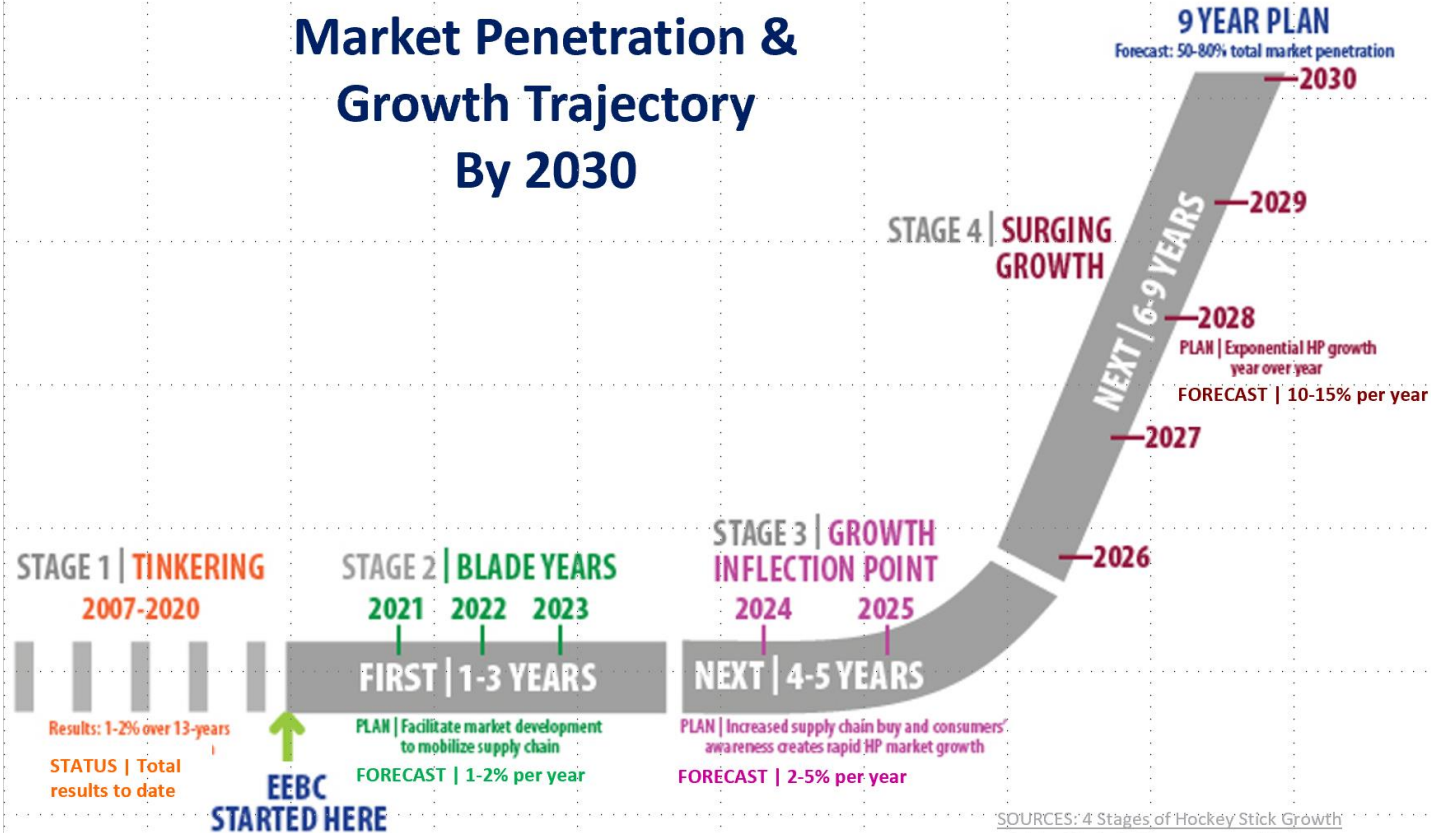 Market Penetration &
Growth Trajectory
By 2030
9 YEAR PLAN
Forecast: 50-80% total market penetration
2030
2029
STAGE 4 | SURGING
GROWTH
NEXT | 6-9 YEARS
2028
PLAN | Exponential HP growth
year over year
FORECAST | 10-15% per year
2027
2026
STAGE 1 | TINKERING
2007-2020
Results: 1-2% over 13-years
STATUS | Total
results to date
EEBC
STARTED HERE
STAGE 2 | BLADE YEARS
2021 2022 2023
FIRST | 1-3 YEARS
PLAN | Facilitate market development
to mobilize supply chain
FORECAST | 1-2% per year
STAGE 3 | GROWTH
INFLECTION POINT
2024 2025
NEXT | 4-5 YEARS
PLAN | Increased supply chain buy and consumers'
awareness creates rapid HP market growth
FORECAST | 2-5% per year
SOURCES: 4 Stages of Hockey Stick Growth